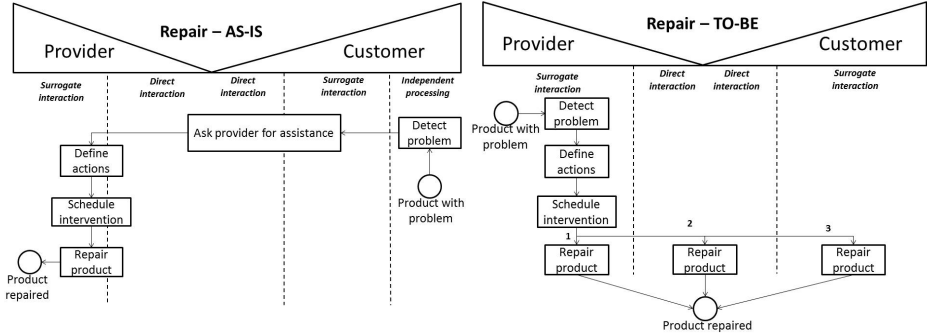 Repair – AS-IS
Provider
Customer
Surrogate
interaction
Direct
interaction
Direct
interaction
Surrogate
interaction
Independent
processing
Ask provider for assistance
Detect
problem
Define
actions
Product with
problem
Schedule
intervention
Repair
product
Product
repaired
Repair – TO-BE
Provider
Customer
Surrogate
interaction
Direct
interaction
Direct
interaction
Surrogate
interaction
Detect
problem
Product with
problem
Define
actions
Schedule
intervention
1
2
3
Repair
product
Repair
product
Repair
product
Product repaired